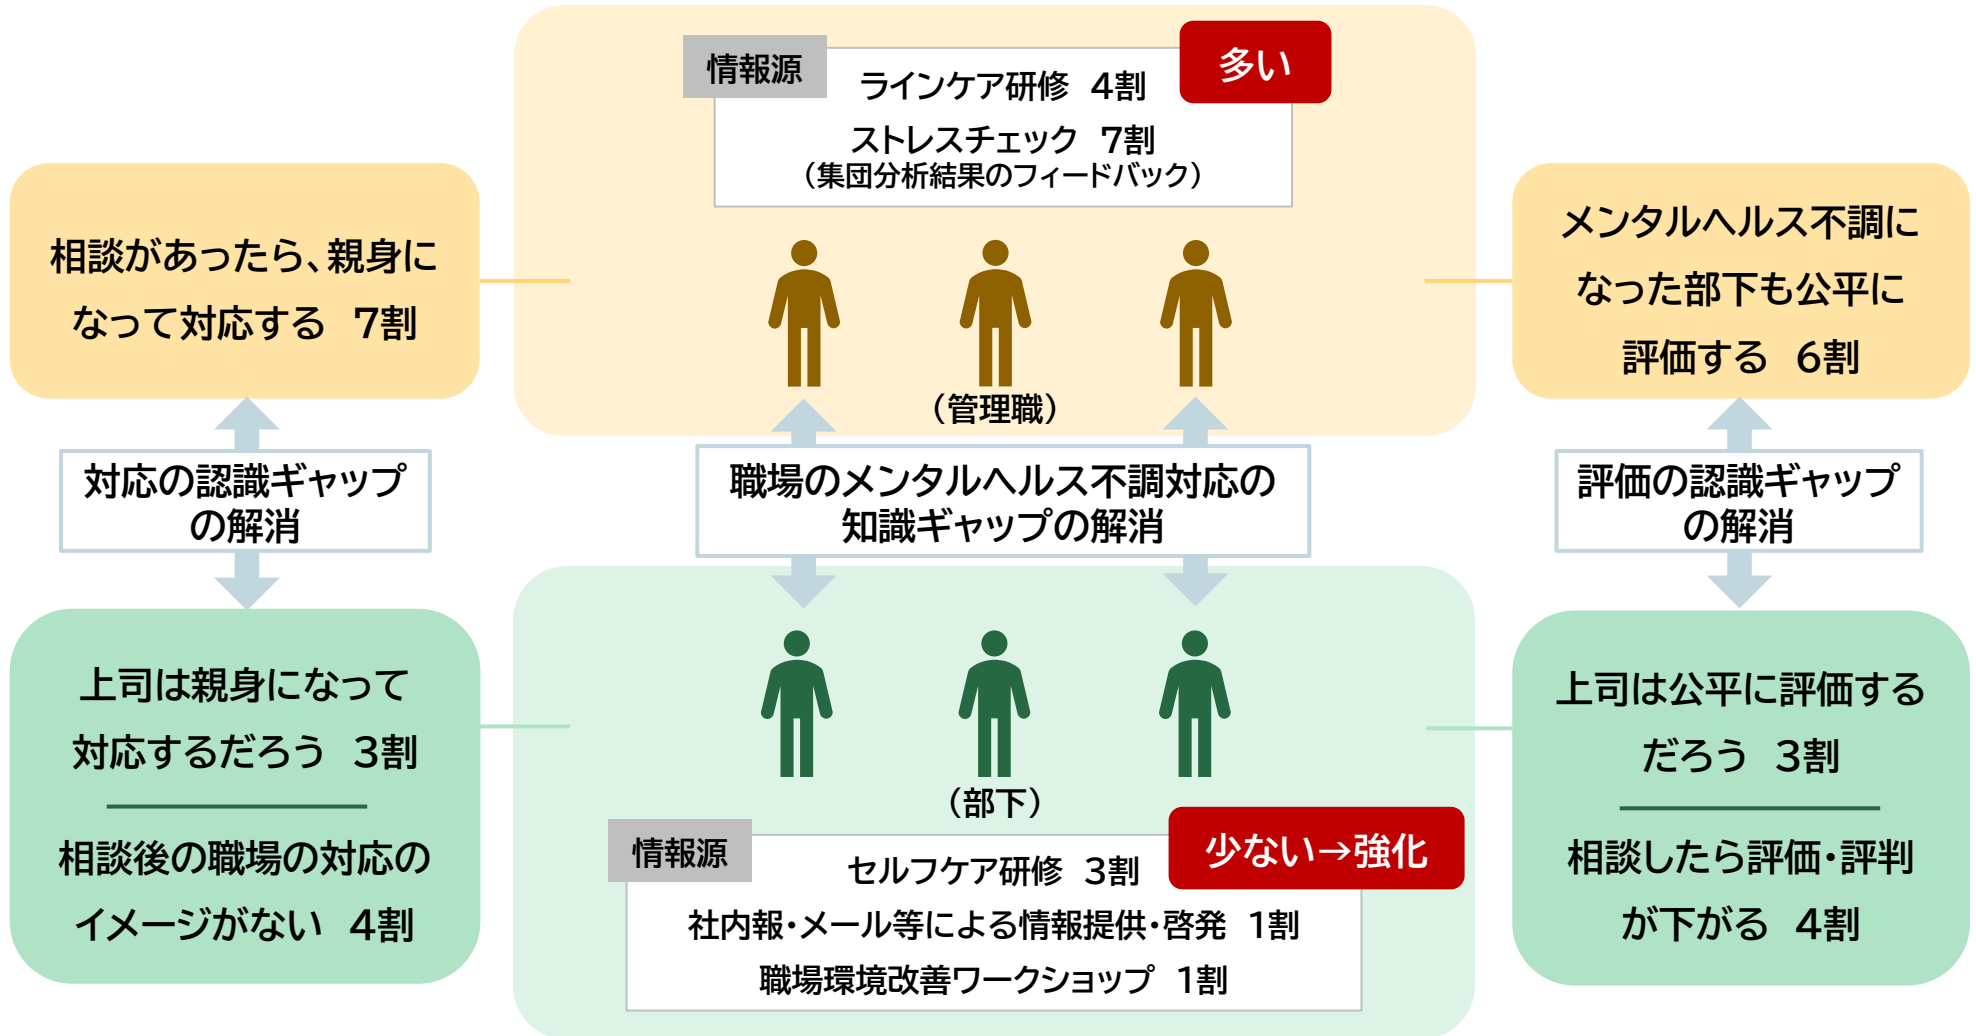 情報源
多い
ラインケア研修 4割
ストレスチェック 7割
（集団分析結果のフィードバック）
相談があったら、親身に
なって対応する 7割
（管理職）
メンタルヘルス不調に
なった部下も公平に
評価する 6割
対応の認識ギャップ
の解消
職場のメンタルヘルス不調対応の
知識ギャップの解消
評価の認識ギャップ
の解消
上司は親身になって
対応するだろう 3割
相談後の職場の対応の
イメージがない 4割
（部下）
情報源
少ない→強化
セルフケア研修 3割
社内報・メール等による情報提供・啓発 1割
職場環境改善ワークショップ 1割
上司は公平に評価する
だろう 3割
相談したら評価・評判
が下がる 4割